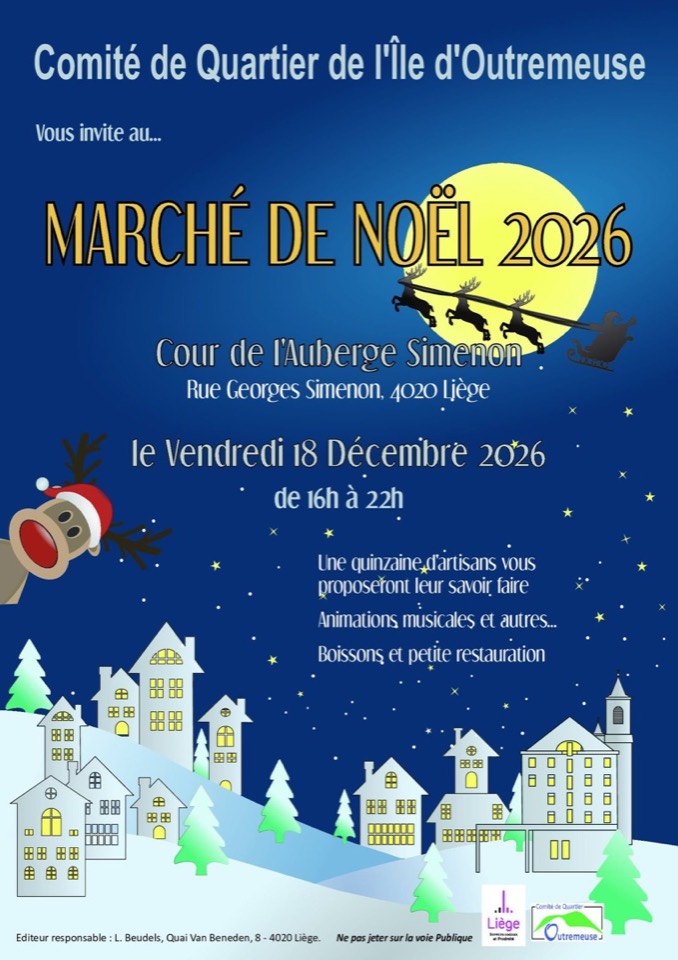 Comité de Quartier de l'Île d'Outremeuse
Vous invite au...
MARCHÉ DE NOËL 2026
Cour de l'Auberge Simenon
Rue Georges Simenon, 4020 Liège
le Vendredi 18 Décembre 2026
de 16h à 22h
Une quinzaine d'artisans vous
proposeront leur savoir faire
Animations musicales et autres...
Boissons et petite restauration
Editeur responsable : L. Beudels, Quai Van Beneden, 8 - 4020 Liège. Ne pas jeter sur la voie Publique
Liège
Comité de Quartier
Outremeuse